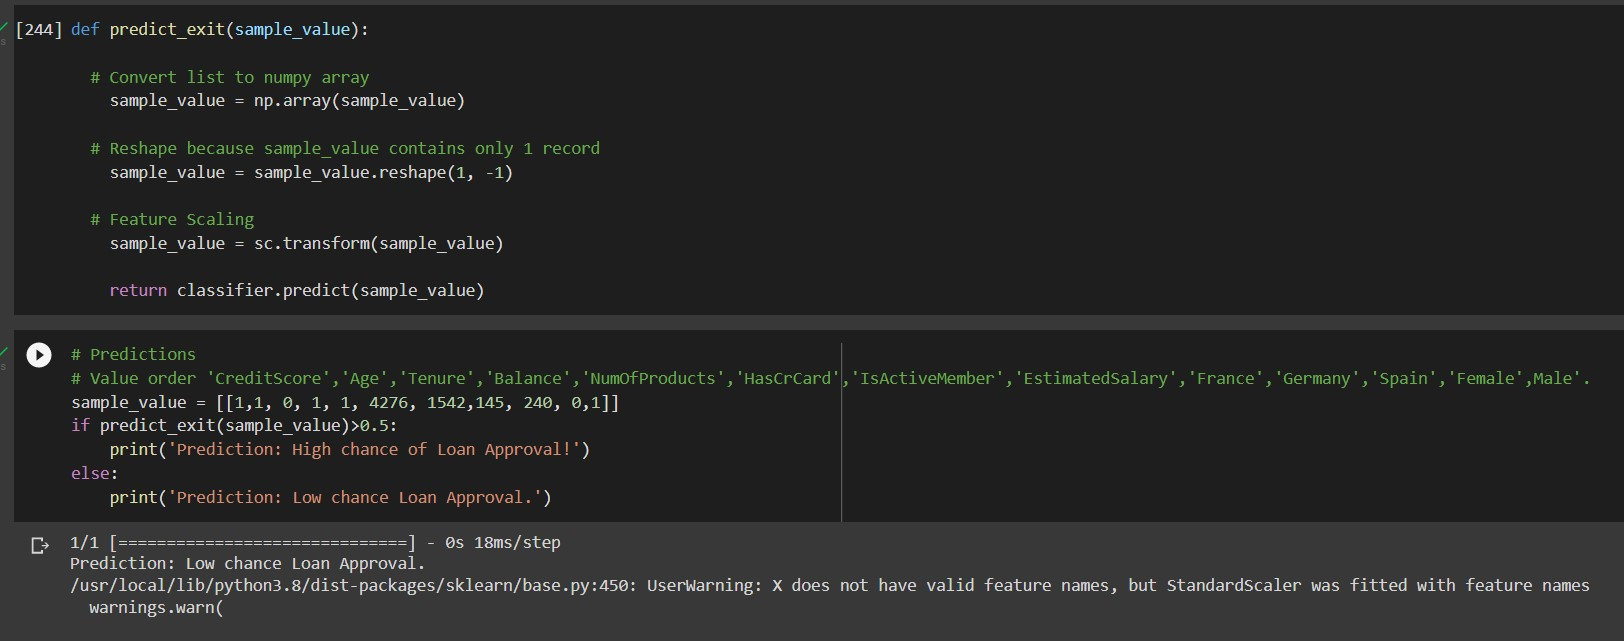 [244] def predict_exit(sample_value):
# Convert list to numpy array
sample_value = np.array(sample_value)
# Reshape because sample_value contains only 1 record
sample_value = sample_value.reshape(1, -1)
# Feature Scaling
sample_value = sc.transform(sample_value)
return classifier.predict(sample_value)
# Predictions
# Value order 'CreditScore','Age','Tenure','Balance','NumOfProducts','HasCrCard','IsActiveMember','EstimatedSalary','France','Germany','Spain','Female',Male'.
sample_value = [[1,1, 0, 1, 1, 4276, 1542,145, 240, 0,1]]
if predict_exit(sample_value)>0.5:
print('Prediction: High chance of Loan Approval!')
else:
print('Prediction: Low chance Loan Approval.')
1/1 [==============================] - 0s 18ms/step
Prediction: Low chance Loan Approval.
/usr/local/lib/python3.8/dist-packages/sklearn/base.py:450: UserWarning: X does not have valid feature names, but StandardScaler was fitted with feature names
warnings.warn(